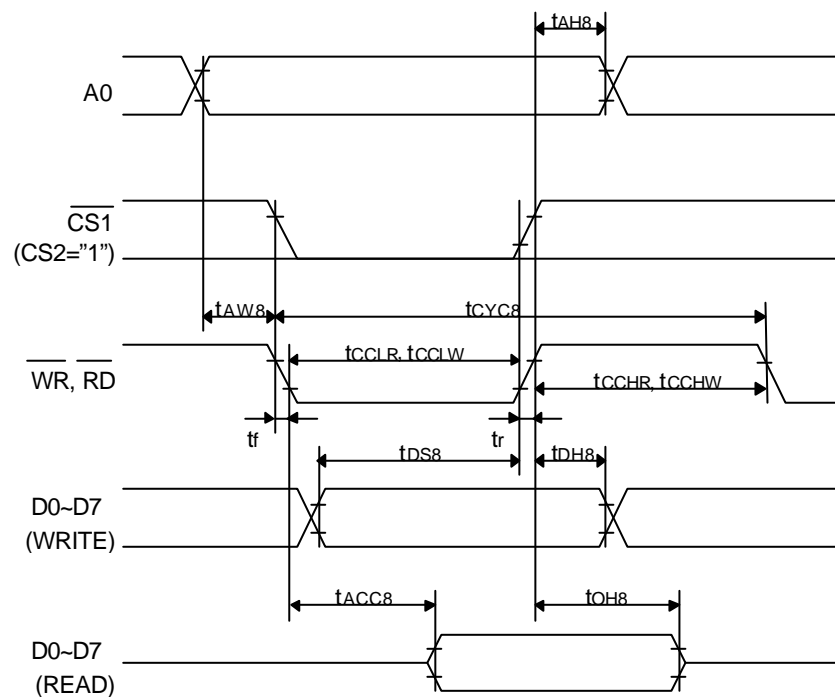 tAH8
A0
CS1
(CS2="1")
tAW8
tCYC8
WR, RD
tCCLR, tCCLW
tCCHR, tCCHW
tf
tr
tDS8
tDH8
D0~D7
(WRITE)
tACC8
tOH8
D0~D7
(READ)